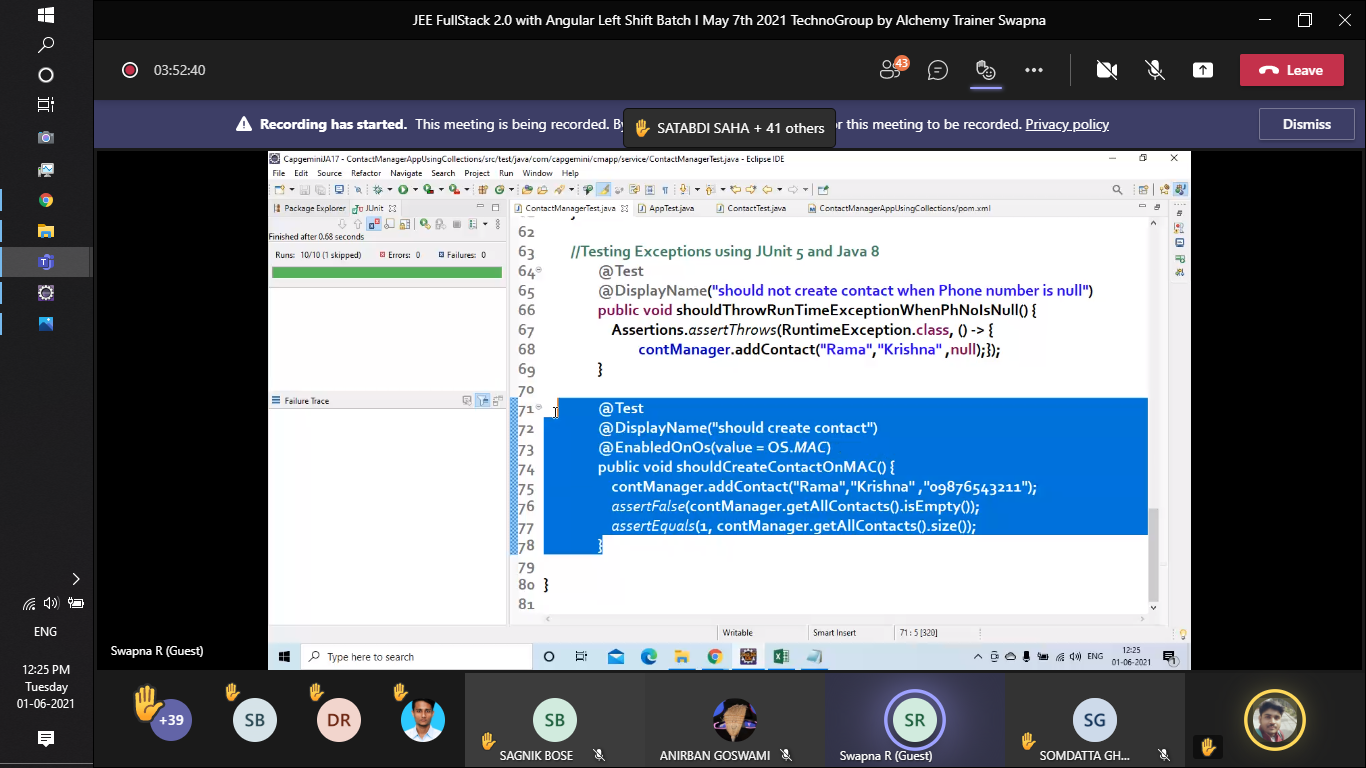 JEE FullStack 2.0 with Angular Left Shift Batch I May 7th 2021 TechnoGroup by Alchemy Trainer Swapna
03:52:40
43
Leave
Recording has started. This meeting is being recorded. B
SATABDI SAHA + 41 others
r this meeting to be recorded. Privacy policy
Dismiss
CapgeminiJA17 - ContactManagerAppUsingCollections/src/test/java/com/capgemini/cmapp/service/ContactManagerTest.java - Eclipse IDE
File Edit Source Refactor Navigate Search Project Run Window Help
Package Explorer JUnit
ContactManagerTest.java AppTest.java ContactTest.java ContactManagerAppUsingCollections/pom.xml
Finished after 0.68 seconds
Runs: 10/10 (1 skipped) Errors: 0 Failures: 0
Failure Trace
62
63 //Testing Exceptions using JUnit 5 and Java 8
64 @Test
65 @DisplayName("should not create contact when Phone number is null")
66 public void shouldThrowRunTimeExceptionWhenPhNoIsNull() {
67 Assertions.assertThrows(RuntimeException.class, () -> {
68 contManager.addContact("Rama","Krishna" ,null);});
69 }
70
71 @Test
72 @DisplayName("should create contact")
73 @EnabledOnOs(value = OS.MAC)
74 public void shouldCreateContactOnMAC() {
75 contManager.addContact("Rama","Krishna" ,"09876543211");
76 assertFalse(contManager.getAllContacts().isEmpty());
77 assertEquals(1, contManager.getAllContacts().size());
78 }
79
80 }
81
Writable Smart Insert 71 : 5 [320]
Type here to search
ENG
12:25
01-06-2021
1
Swapna R (Guest)
ENG
12:25 PM
Tuesday
01-06-2021
+39
SB
DR
SB
SAGNIK BOSE
ANIRBAN GOSWAMI
SR
Swapna R (Guest)
SG
SOMDATTA GH...